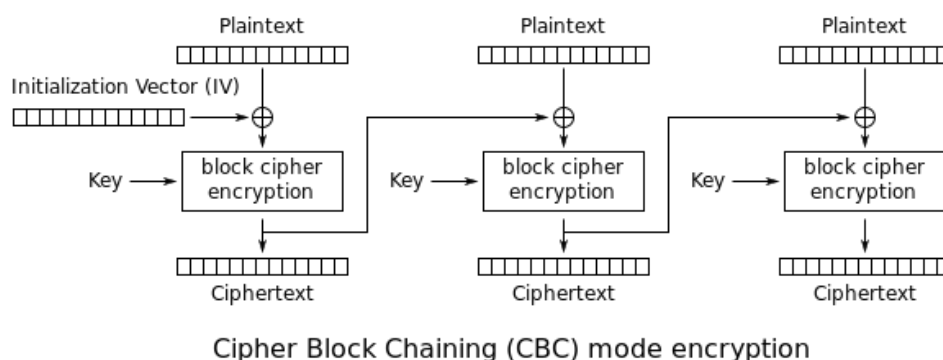 Plaintext
Plaintext
Plaintext
Initialization Vector (IV)
Key
block cipher
encryption
Key
block cipher
encryption
Key
block cipher
encryption
Ciphertext
Ciphertext
Ciphertext
Cipher Block Chaining (CBC) mode encryption